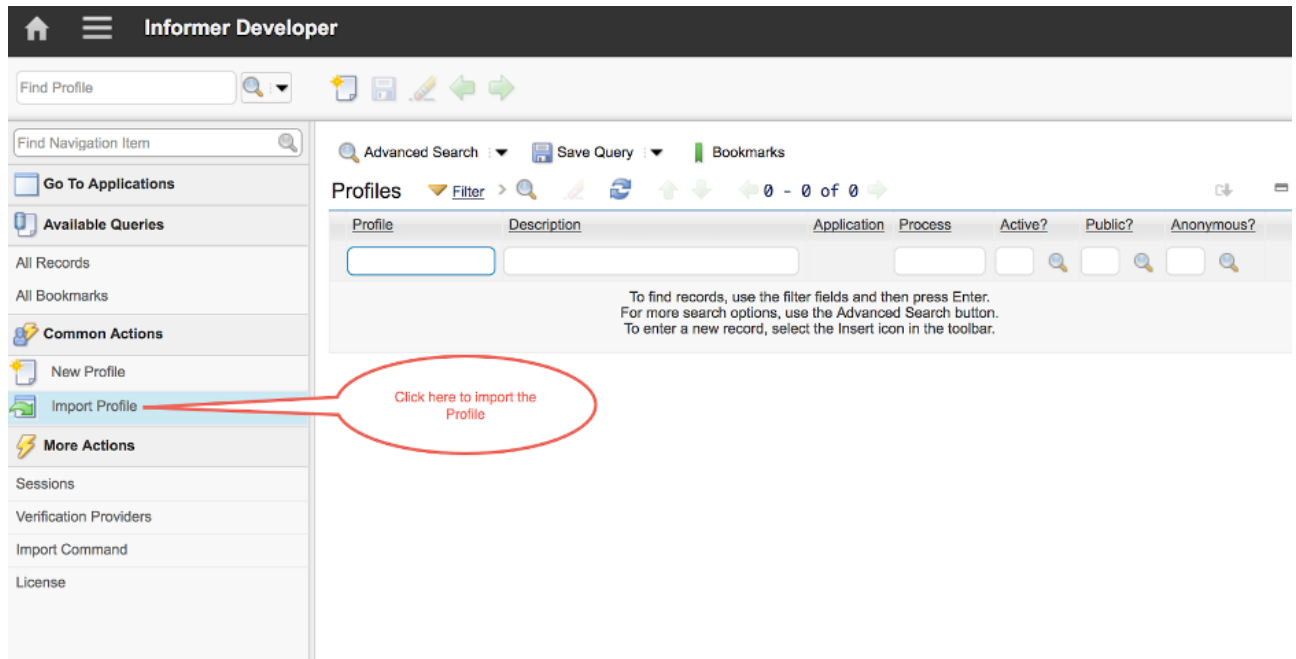 Informer Developer
Find Profile
Find Navigation Item
Go To Applications
Available Queries
All Records
All Bookmarks
Common Actions
New Profile
Import Profile
More Actions
Sessions
Verification Providers
Import Command
License
Advanced Search Save Query Bookmarks
Profiles Filter > 0 - 0 of 0
Profile Description Application Process Active? Public? Anonymous?
To find records, use the filter fields and then press Enter.
For more search options, use the Advanced Search button.
To enter a new record, select the Insert icon in the toolbar.
Click here to import the
Profile